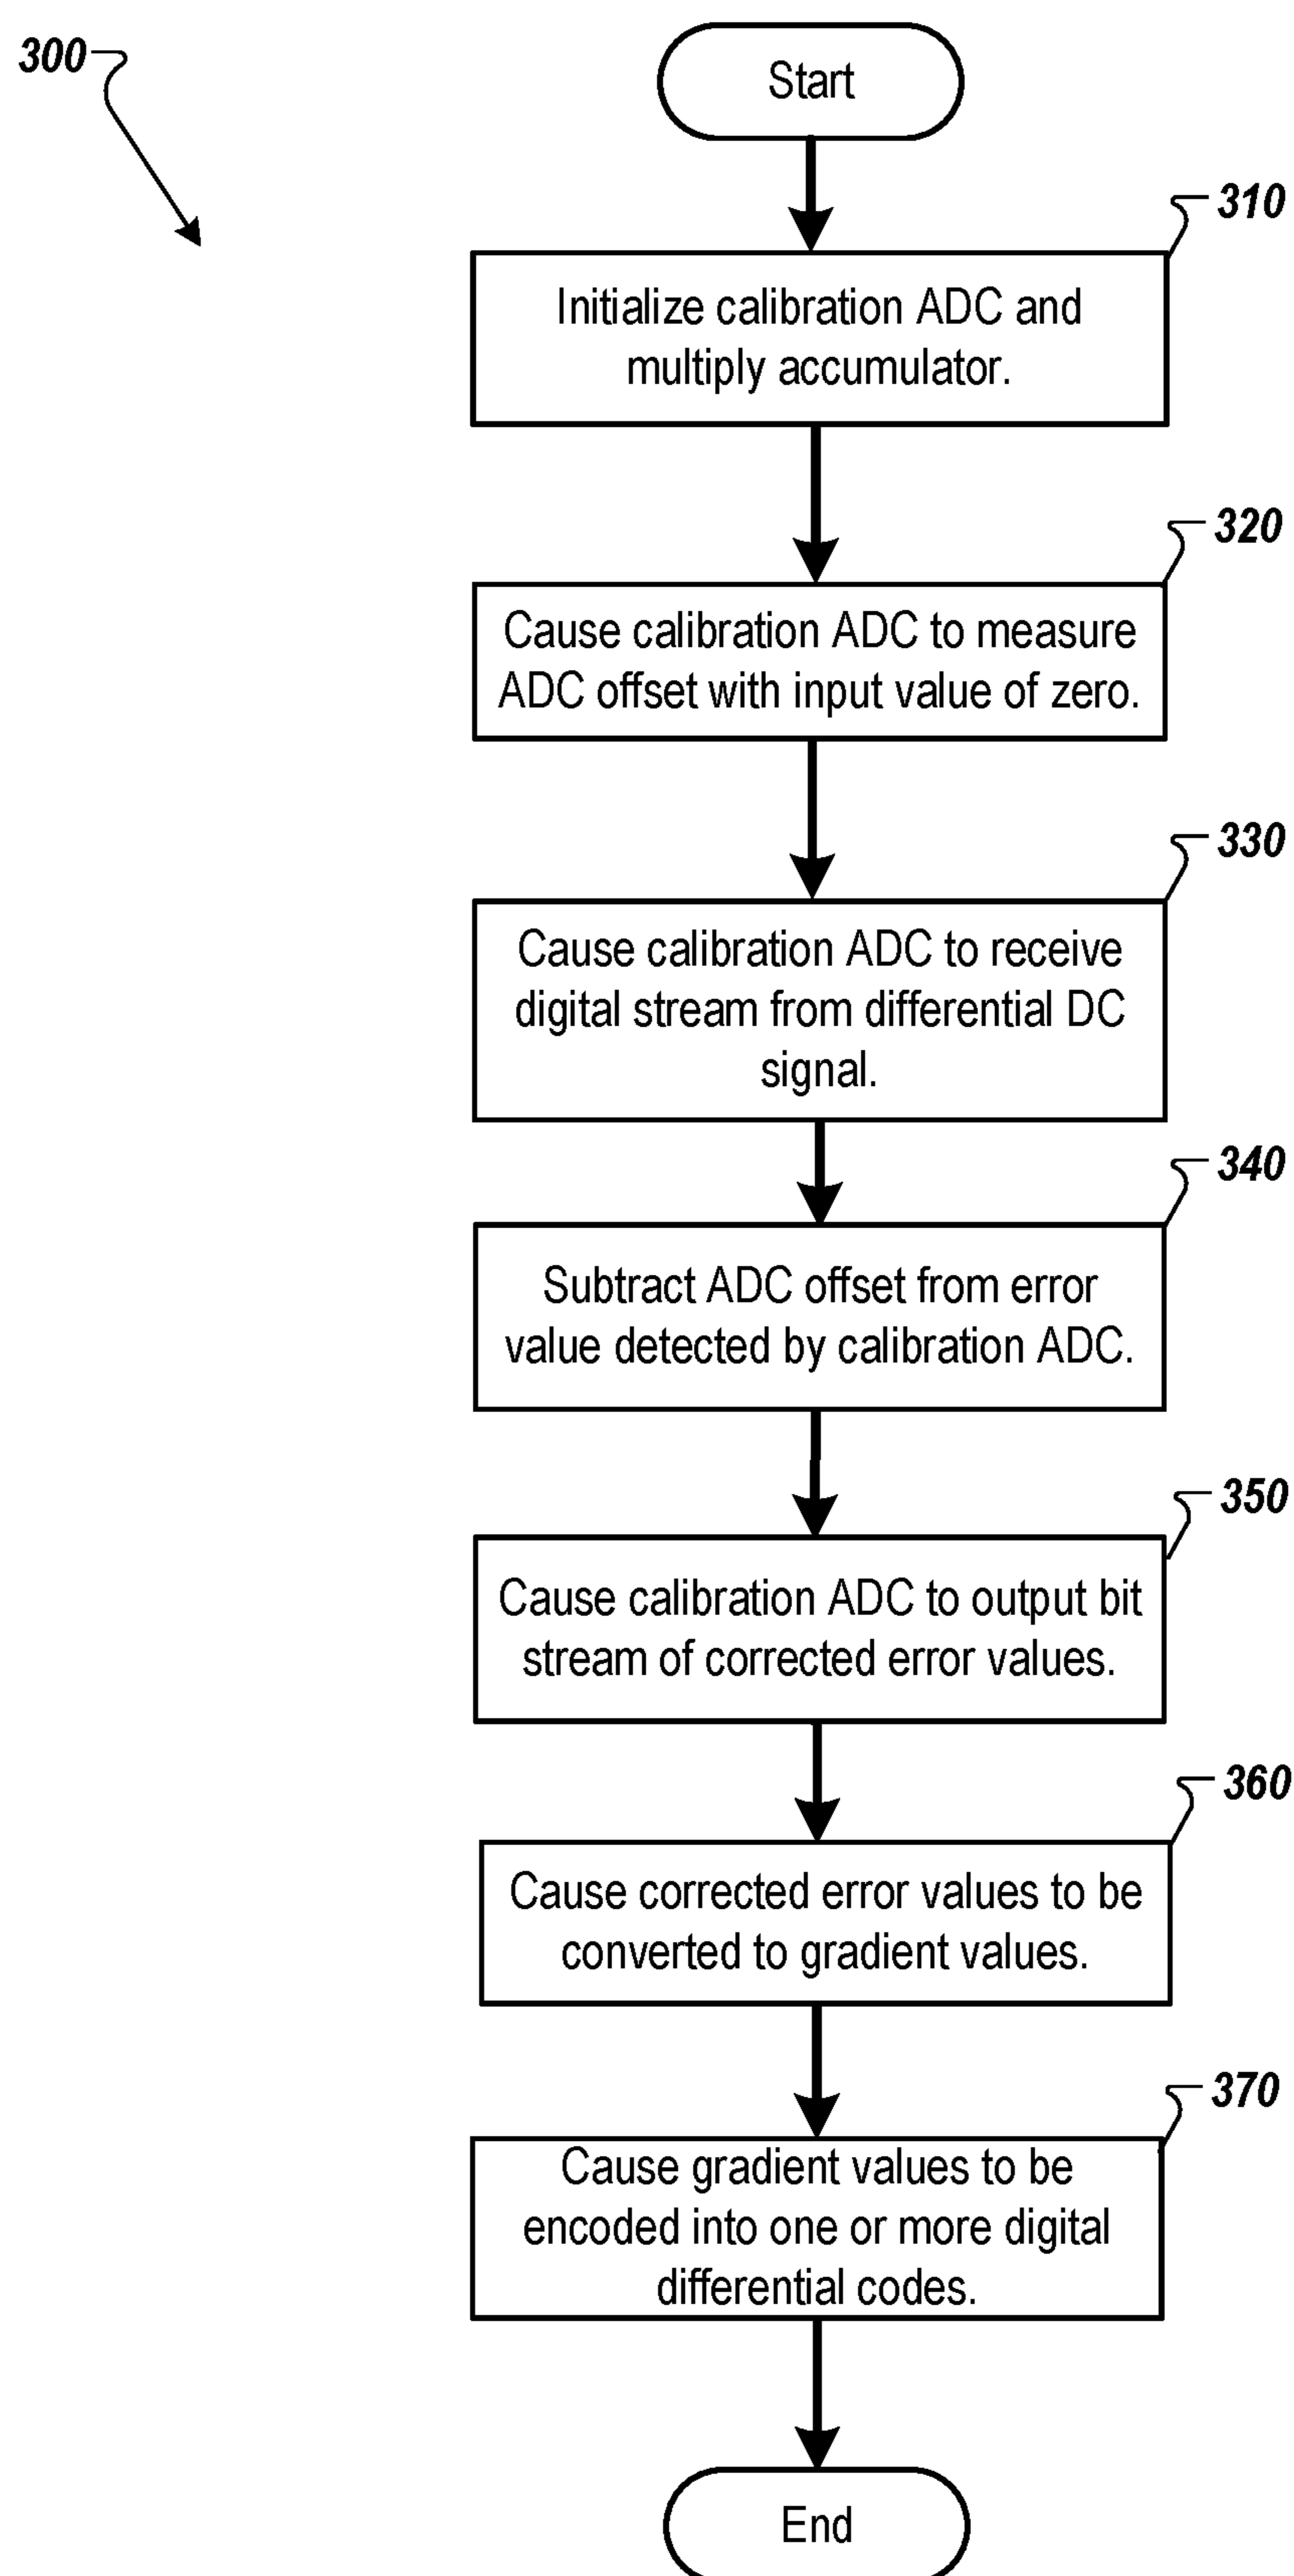 300
Start
310
Initialize calibration ADC and
multiply accumulator.
320
Cause calibration ADC to measure
ADC offset with input value of zero.
330
Cause calibration ADC to receive
digital stream from differential DC
signal.
340
Subtract ADC offset from error
value detected by calibration ADC.
350
Cause calibration ADC to output bit
stream of corrected error values.
360
Cause corrected error values to be
converted to gradient values.
370
Cause gradient values to be
encoded into one or more digital
differential codes.
End